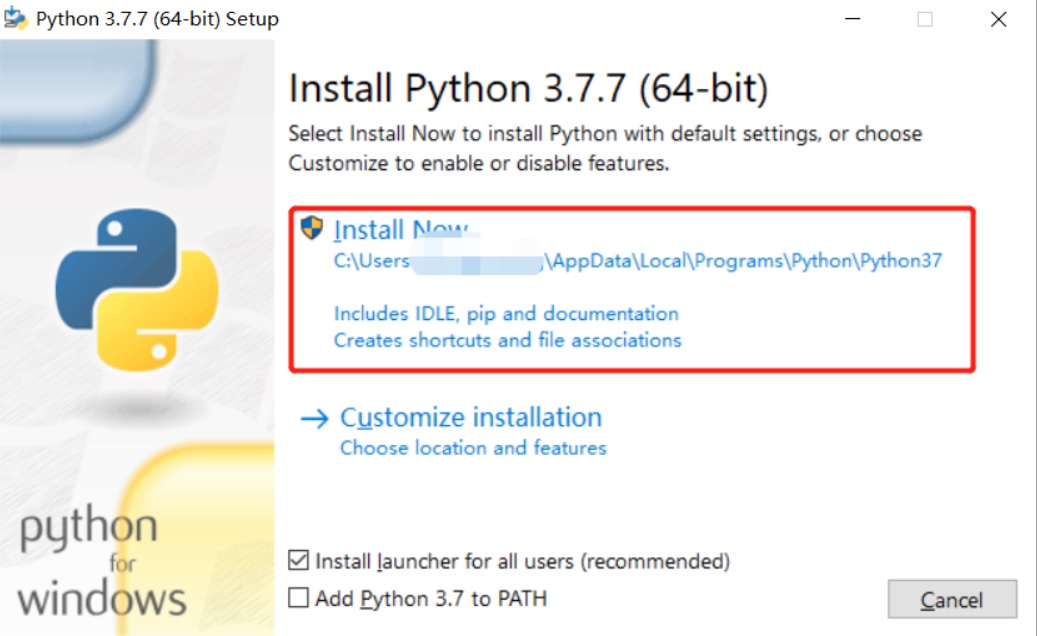 Python 3.7.7 (64-bit) Setup
Install Python 3.7.7 (64-bit)
Select Install Now to install Python with default settings, or choose
Customize to enable or disable features.
Install Now
C:\Users \AppData\Local\Programs\Python\Python37
Includes IDLE, pip and documentation
Creates shortcuts and file associations
→ Customize installation
Choose location and features
python
for
windows
Install launcher for all users (recommended)
Add Python 3.7 to PATH
Cancel